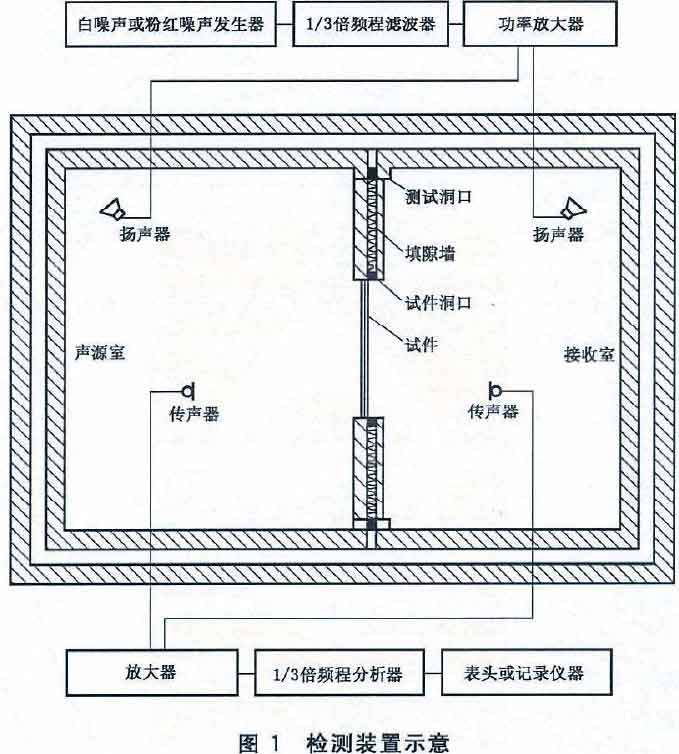 白噪声或粉红噪声发生器
1/3倍频程滤波器
功率放大器
测试洞口
扬声器
扬声器
填隙墙
试件洞口
试件
声源室
接收室
传声器
传声器
放大器
1/3倍频程分析器
表头或记录仪器
图 1 检测装置示意